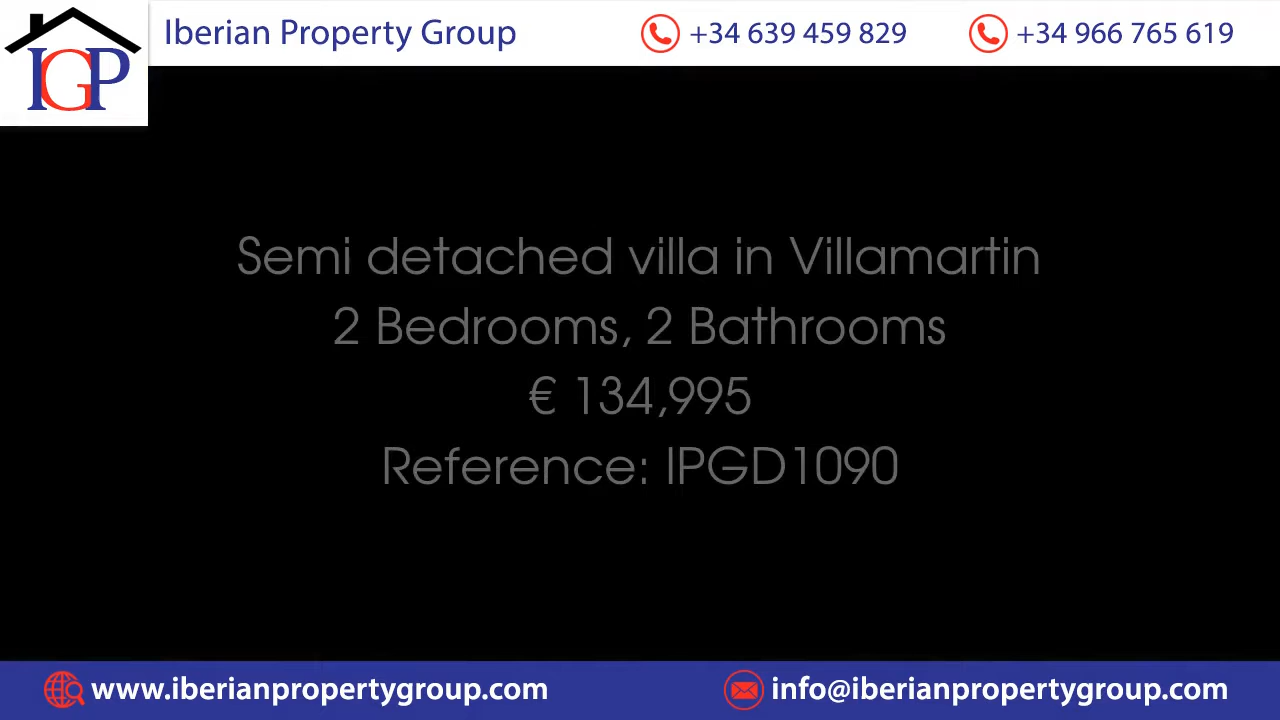 IGP
Iberian Property Group
+34 639 459 829
+34 966 765 619
Semi detached villa in Villamartin
2 Bedrooms, 2 Bathrooms
€ 134,995
Reference: IPGD1090
www.iberianpropertygroup.com
info@iberianpropertygroup.com